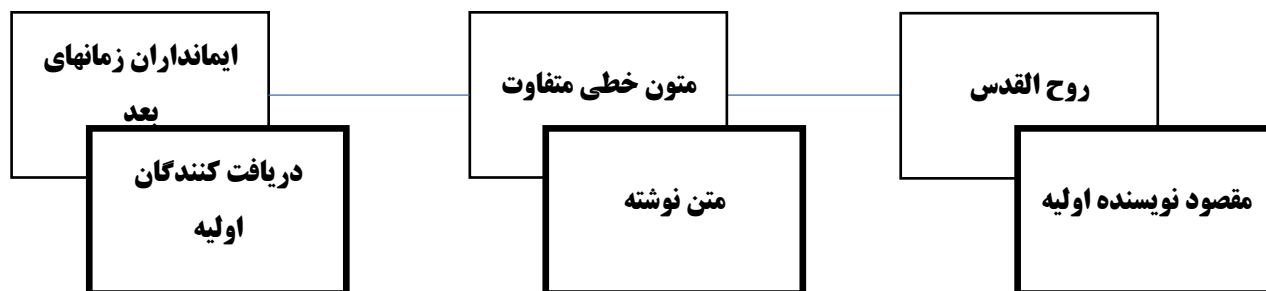 روح القدس
مقصود نویسنده اولیه
متون خطی متفاوت
متن نوشته
ایمانداران زمانهای
بعد
دریافت کنندگان
اولیه